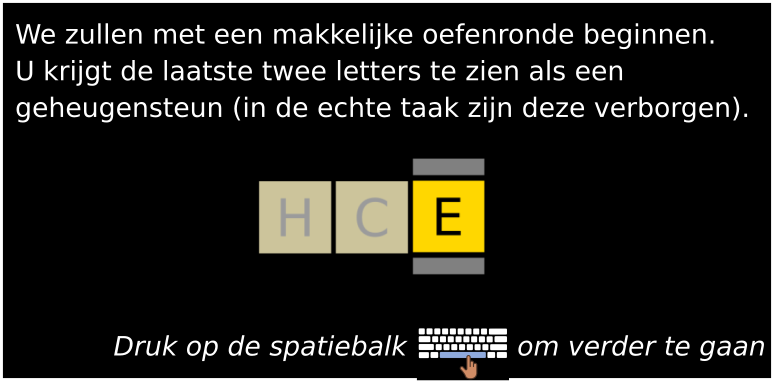 We zullen met een makkelijke oefenronde beginnen.
U krijgt de laatste twee letters te zien als een
geheugensteun (in de echte taak zijn deze verborgen).
H C E
Druk op de spatiebalk om verder te gaan